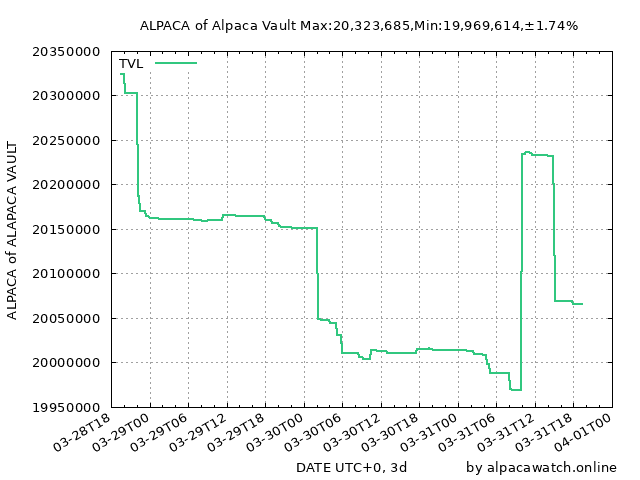 ALPACA of Alpaca Vault Max:20,323,685,Min:19,969,614,±1.74%
TVL
20350000
20300000
20250000
20200000
20150000
20100000
20050000
20000000
19950000
ALPACA of ALAPACA VAULT
03-28T18
03-29T00
03-29T06
03-29T12
03-29T18
03-30T00
03-30T06
03-30T12
03-30T18
03-31T00
03-31T06
03-31T12
03-31T18
04-01T00
DATE UTC+0, 3d
by alpacawatch.online